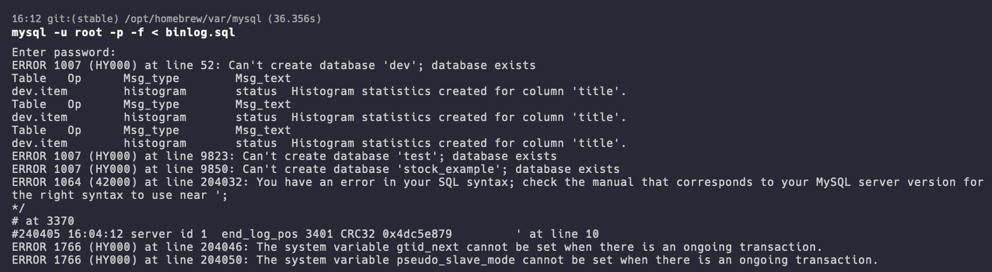 16:12 git:(stable) /opt/homebrew/var/mysql (36.356s)
mysql -u root -p -f < binlog.sql
Enter password:
ERROR 1007 (HY000) at line 52: Can't create database 'dev'; database exists
Table   Op      Msg_type        Msg_text
dev.item        histogram       status  Histogram statistics created for column 'title'.
Table   Op      Msg_type        Msg_text
dev.item        histogram       status  Histogram statistics created for column 'title'.
Table   Op      Msg_type        Msg_text
dev.item        histogram       status  Histogram statistics created for column 'title'.
ERROR 1007 (HY000) at line 9823: Can't create database 'test'; database exists
ERROR 1007 (HY000) at line 9850: Can't create database 'stock_example'; database exists
ERROR 1064 (42000) at line 204032: You have an error in your SQL syntax; check the manual that corresponds to your MySQL server version for
the right syntax to use near ';
*/
# at 3370
#240405 16:04:12 server id 1  end_log_pos 3401 CRC32 0x4dc5e879         ' at line 10
ERROR 1766 (HY000) at line 204046: The system variable gtid_next cannot be set when there is an ongoing transaction.
ERROR 1766 (HY000) at line 204050: The system variable pseudo_slave_mode cannot be set when there is an ongoing transaction.